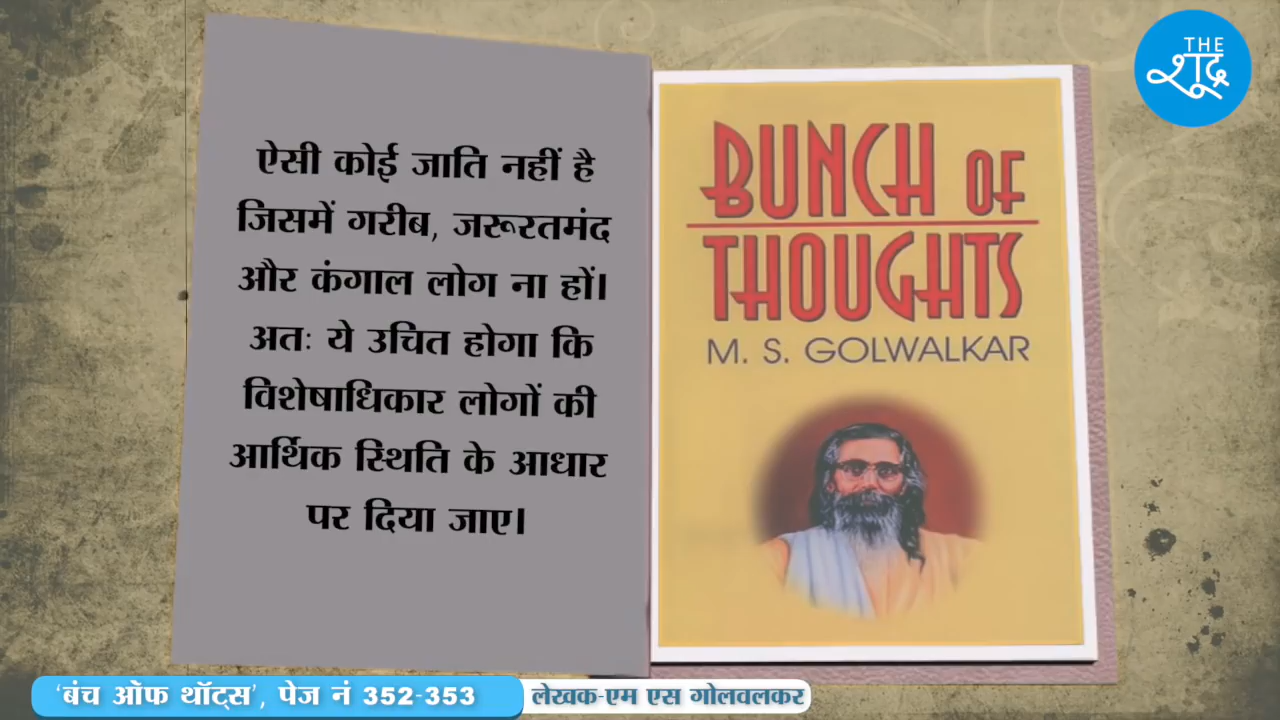 THE
शूद्र
ऐसी कोई जाति नहीं है
जिसमें गरीब, जरूरतमंद
और कंगाल लोग ना हों।
अतः ये उचित होगा कि
विशेषाधिकार लोगों की
आर्थिक स्थिति के आधार
पर दिया जाए।
BUNCH OF
THOUGHTS
M. S. GOLWALKAR
'बंच ऑफ थॉट्स', पेज नं 352-353
लेखक-एम एस गोलवलकर